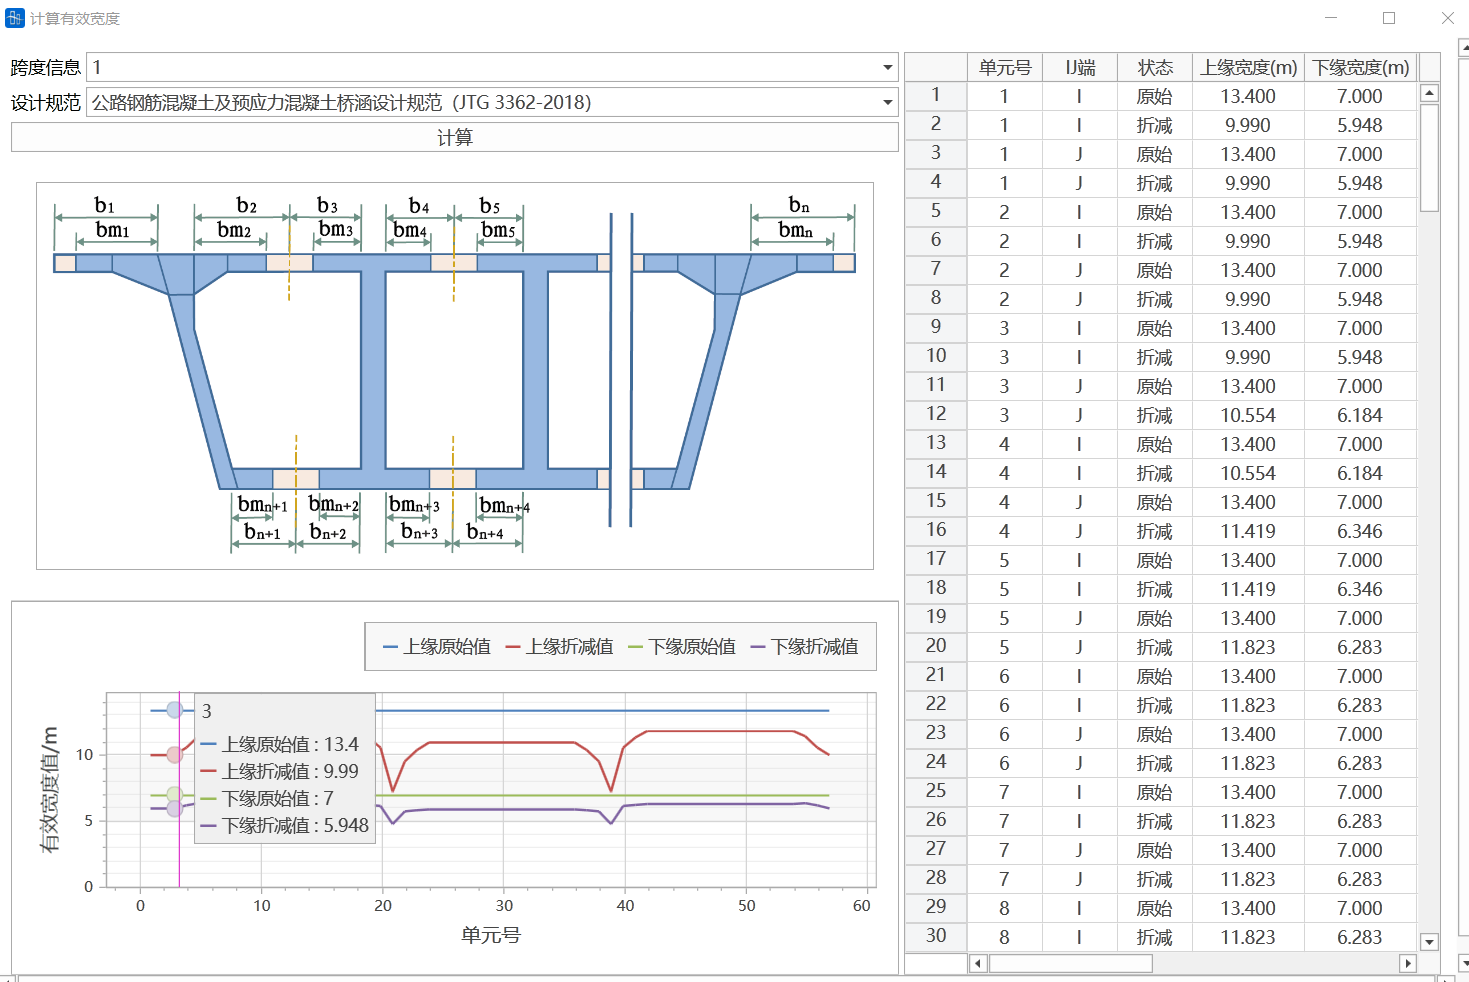 计算有效宽度
跨度信息 1
设计规范 公路钢筋混凝土及预应力混凝土桥涵设计规范（JTG 3362-2018)
计算
b1 b2 b3 b4 b5 bn
bm1 bm2 bm3 bm4 bm5 bmn
bmn+1 bmn+2 bmn+3 bmn+4
bn+1 bn+2 bn+3 bn+4
上缘原始值 上缘折减值 下缘原始值 下缘折减值
有效宽度值/m
10
5
0
3
上缘原始值 : 13.4
上缘折减值 : 9.99
下缘原始值 : 7
下缘折减值 : 5.948
0 10 20 30 40 50 60
单元号
单元号 IJ端 状态 上缘宽度(m) 下缘宽度(m)
1 1 I 原始 13.400 7.000
2 1 I 折减 9.990 5.948
3 1 J 原始 13.400 7.000
4 1 J 折减 9.990 5.948
5 2 I 原始 13.400 7.000
6 2 I 折减 9.990 5.948
7 2 J 原始 13.400 7.000
8 2 J 折减 9.990 5.948
9 3 I 原始 13.400 7.000
10 3 I 折减 9.990 5.948
11 3 J 原始 13.400 7.000
12 3 J 折减 10.554 6.184
13 4 I 原始 13.400 7.000
14 4 I 折减 10.554 6.184
15 4 J 原始 13.400 7.000
16 4 J 折减 11.419 6.346
17 5 I 原始 13.400 7.000
18 5 I 折减 11.419 6.346
19 5 J 原始 13.400 7.000
20 5 J 折减 11.823 6.283
21 6 I 原始 13.400 7.000
22 6 I 折减 11.823 6.283
23 6 J 原始 13.400 7.000
24 6 J 折减 11.823 6.283
25 7 I 原始 13.400 7.000
26 7 I 折减 11.823 6.283
27 7 J 原始 13.400 7.000
28 7 J 折减 11.823 6.283
29 8 I 原始 13.400 7.000
30 8 I 折减 11.823 6.283